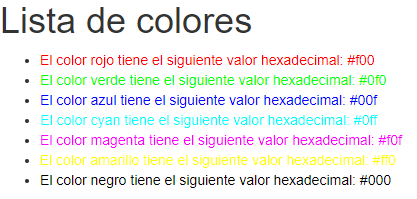 Lista de colores
El color rojo tiene el siguiente valor hexadecimal: #f00
El color verde tiene el siguiente valor hexadecimal: #0f0
El color azul tiene el siguiente valor hexadecimal: #00f
El color cyan tiene el siguiente valor hexadecimal: #0ff
El color magenta tiene el siguiente valor hexadecimal: #f0f
El color amarillo tiene el siguiente valor hexadecimal: #ff0
El color negro tiene el siguiente valor hexadecimal: #000